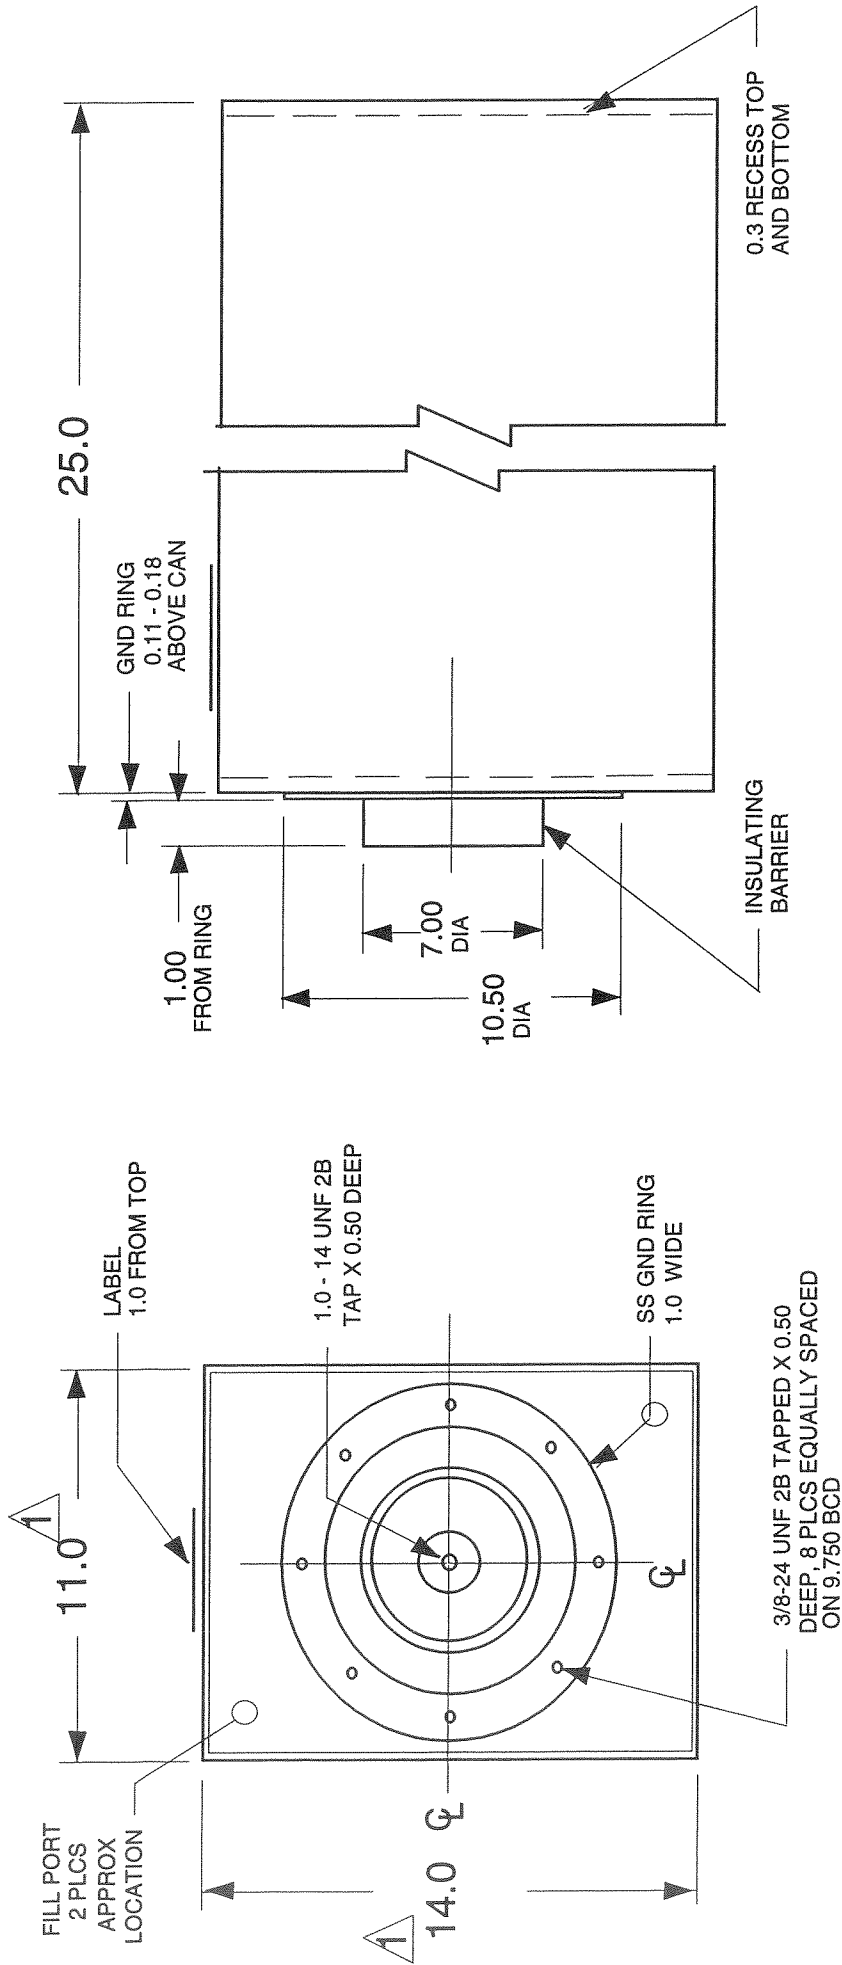 FILL PORT
2 PLCS
APPROX
LOCATION
1
11.0
LABEL
1.0 FROM TOP
1.0 - 14 UNF 2B
TAP X 0.50 DEEP
1
14.0
CL
CL
SS GND RING
1.0 WIDE
3/8-24 UNF 2B TAPPED X 0.50
DEEP, 8 PLCS EQUALLY SPACED
ON 9.750 BCD
25.0
GND RING
0.11 - 0.18
ABOVE CAN
1.00
FROM RING
7.00
DIA
10.50
DIA
INSULATING
BARRIER
0.3 RECESS TOP
AND BOTTOM